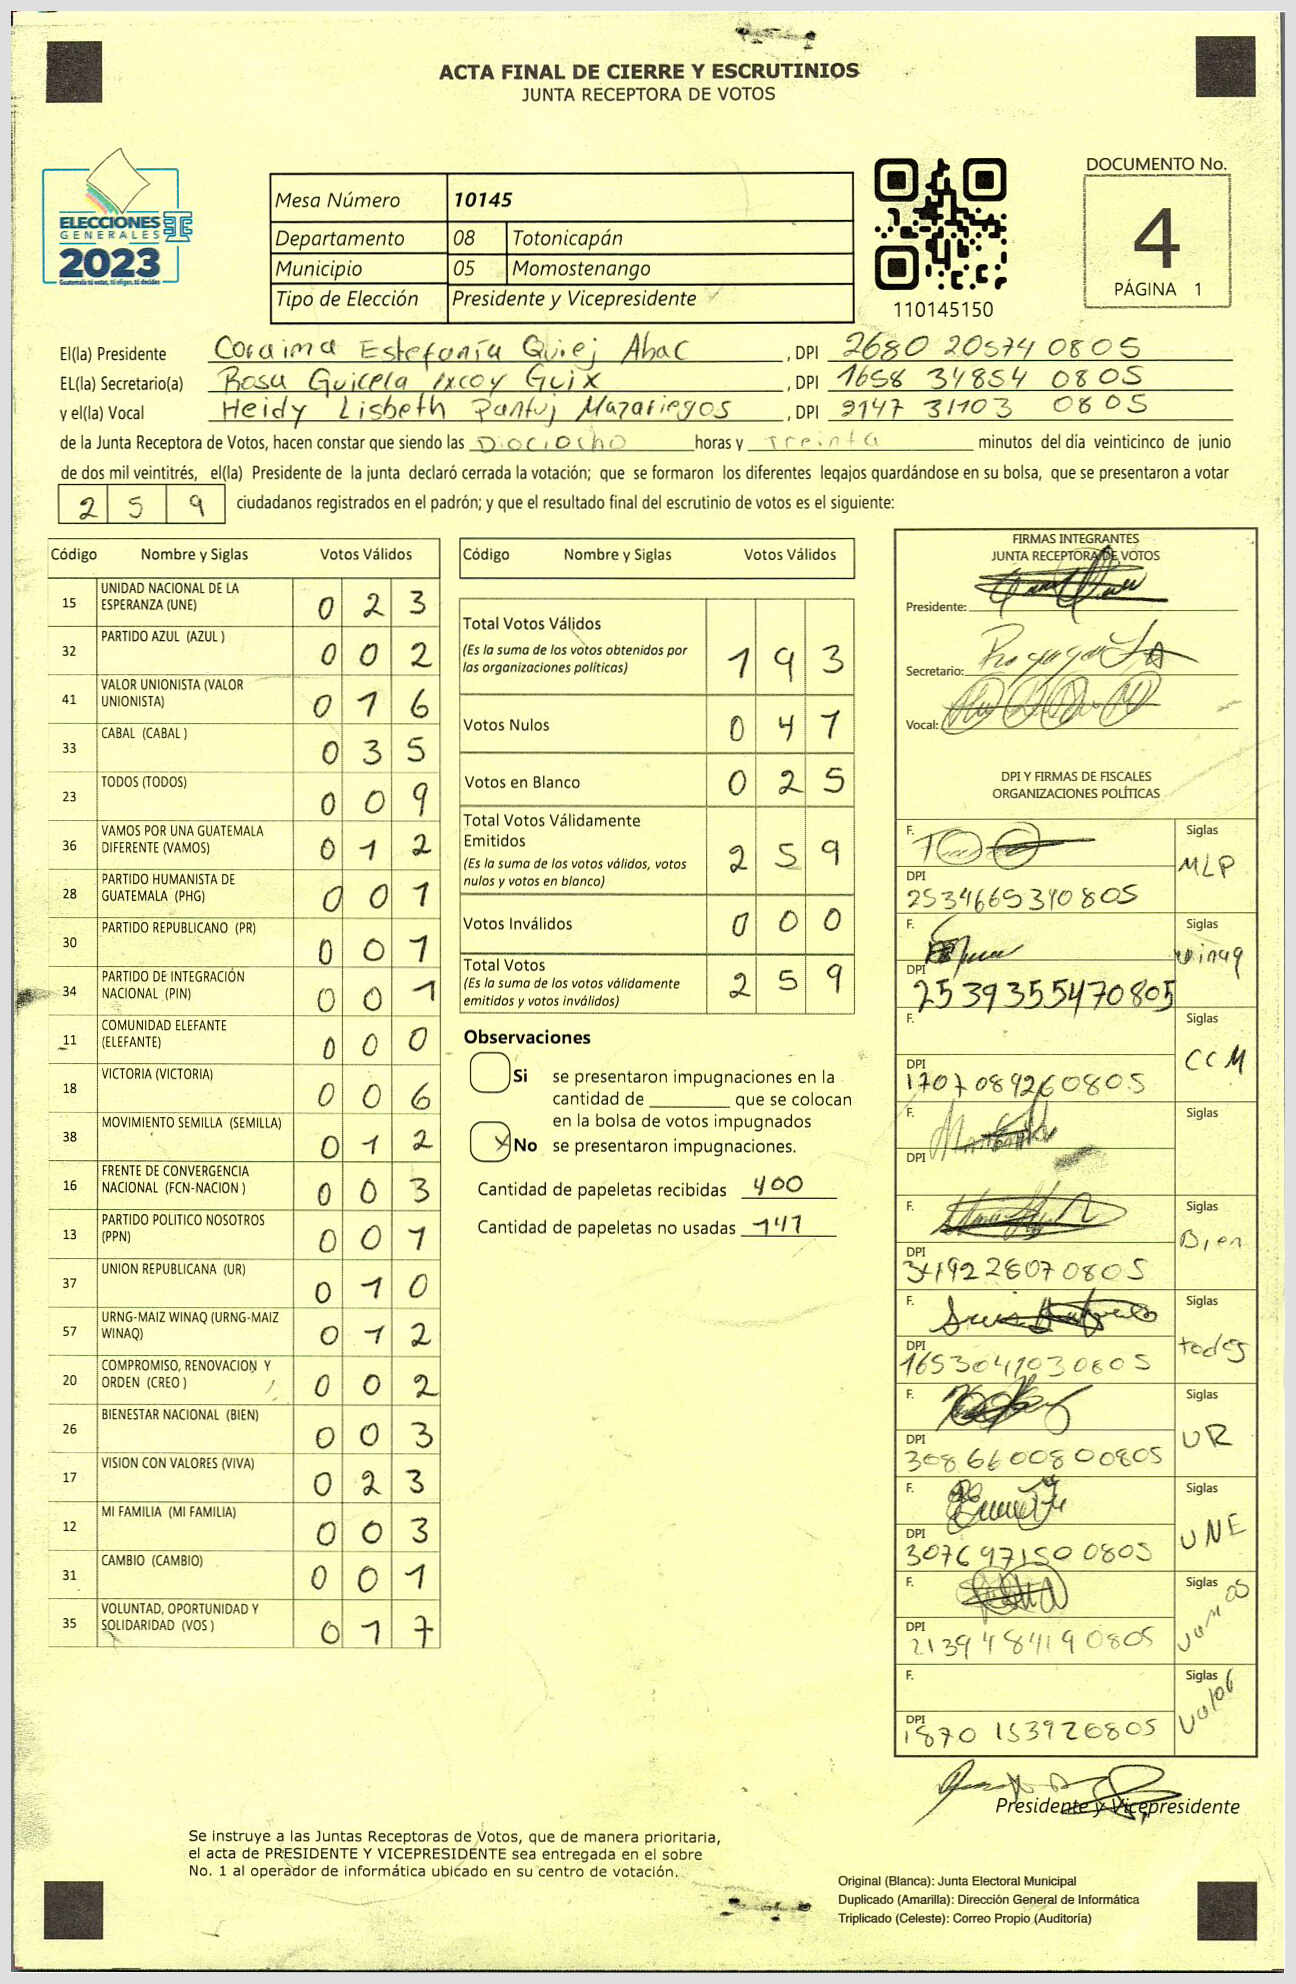 ACTA FINAL DE CIERRE Y ESCRUTINIOS
JUNTA RECEPTORA DE VOTOS
ELECCIONES
GENERALES
2023
Guatemala tú votas, tú eliges, tú decides
Mesa Número 10145
Departamento 08 Totonicapán
Municipio 05 Momostenango
Tipo de Elección Presidente y Vicepresidente
110145150
DOCUMENTO No.
4
PÁGINA 1
El(la) Presidente Coraima Estefanía Quiej Abac , DPI 2680 20574 0805
EL(la) Secretario(a) Rosa Guicela Ixcoy Guix , DPI 1658 34854 0805
y el(la) Vocal Heidy Lisbeth Pantuj Mazariegos , DPI 2147 31103 0805
de la Junta Receptora de Votos, hacen constar que siendo las Dociocho horas y Treinta minutos del día veinticinco de junio
de dos mil veintitrés, el(la) Presidente de la junta declaró cerrada la votación; que se formaron los diferentes legajos quardándose en su bolsa, que se presentaron a votar
2 5 9 ciudadanos registrados en el padrón; y que el resultado final del escrutinio de votos es el siguiente:
Código Nombre y Siglas Votos Válidos
15 UNIDAD NACIONAL DE LA ESPERANZA (UNE) 0 2 3
32 PARTIDO AZUL (AZUL ) 0 0 2
41 VALOR UNIONISTA (VALOR UNIONISTA) 0 1 6
33 CABAL (CABAL ) 0 3 5
23 TODOS (TODOS) 0 0 9
36 VAMOS POR UNA GUATEMALA DIFERENTE (VAMOS) 0 1 2
28 PARTIDO HUMANISTA DE GUATEMALA (PHG) 0 0 1
30 PARTIDO REPUBLICANO (PR) 0 0 1
34 PARTIDO DE INTEGRACIÓN NACIONAL (PIN) 0 0 1
11 COMUNIDAD ELEFANTE (ELEFANTE) 0 0 0
18 VICTORIA (VICTORIA) 0 0 6
38 MOVIMIENTO SEMILLA (SEMILLA) 0 1 2
16 FRENTE DE CONVERGENCIA NACIONAL (FCN-NACION ) 0 0 3
13 PARTIDO POLITICO NOSOTROS (PPN) 0 0 1
37 UNION REPUBLICANA (UR) 0 1 0
57 URNG-MAIZ WINAQ (URNG-MAIZ WINAQ) 0 1 2
20 COMPROMISO, RENOVACION Y ORDEN (CREO ) 0 0 2
26 BIENESTAR NACIONAL (BIEN) 0 0 3
17 VISION CON VALORES (VIVA) 0 2 3
12 MI FAMILIA (MI FAMILIA) 0 0 3
31 CAMBIO (CAMBIO) 0 0 1
35 VOLUNTAD, OPORTUNIDAD Y SOLIDARIDAD (VOS ) 0 1 7
Código Nombre y Siglas Votos Válidos
Total Votos Válidos 1 9 3
(Es la suma de los votos obtenidos por
las organizaciones políticas)
Votos Nulos 0 4 1
Votos en Blanco 0 2 5
Total Votos Válidamente
Emitidos 2 5 9
(Es la suma de los votos válidos, votos
nulos y votos en blanco)
Votos Inválidos 0 0 0
Total Votos 2 5 9
(Es la suma de los votos válidamente
emitidos y votos inválidos)
Observaciones
Si se presentaron impugnaciones en la
cantidad de ________ que se colocan
en la bolsa de votos impugnados
X No se presentaron impugnaciones.
Cantidad de papeletas recibidas 400
Cantidad de papeletas no usadas 141
FIRMAS INTEGRANTES
JUNTA RECEPTORA DE VOTOS
Presidente:
Secretario:
Vocal:
DPI Y FIRMAS DE FISCALES
ORGANIZACIONES POLÍTICAS
F. Siglas
MLP
DPI
2534665340805
F. Siglas
winaq
DPI
2539355470805
F. Siglas
CCM
DPI
1707089260805
F. Siglas
DPI
F. Siglas
Bien
DPI
3419228070805
F. Siglas
todos
DPI
1653041030805
F. Siglas
UR
DPI
3086600800805
F. Siglas
UNE
DPI
3076971500805
F. Siglas
vamos
DPI
2139484190805
F. Siglas
DPI
1870153920805
Presidente y Vicepresidente
Se instruye a las Juntas Receptoras de Votos, que de manera prioritaria,
el acta de PRESIDENTE Y VICEPRESIDENTE sea entregada en el sobre
No. 1 al operador de informática ubicado en su centro de votación.
Original (Blanca): Junta Electoral Municipal
Duplicado (Amarilla): Dirección General de Informática
Triplicado (Celeste): Correo Propio (Auditoría)